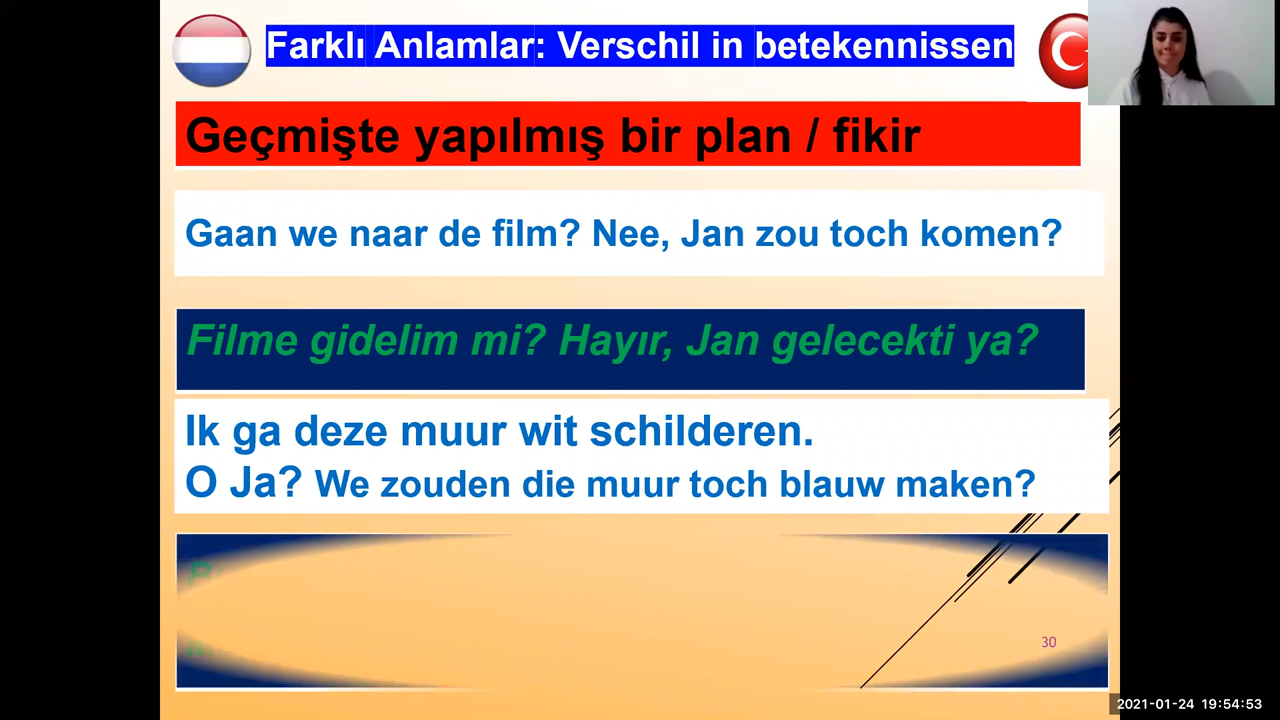 Farklı Anlamlar: Verschil in betekennissen
Geçmişte yapılmış bir plan / fikir
Gaan we naar de film? Nee, Jan zou toch komen?
Filme gidelim mi? Hayır, Jan gelecekti ya?
Ik ga deze muur wit schilderen.
O Ja? We zouden die muur toch blauw maken?
30
2021-01-24 19:54:53